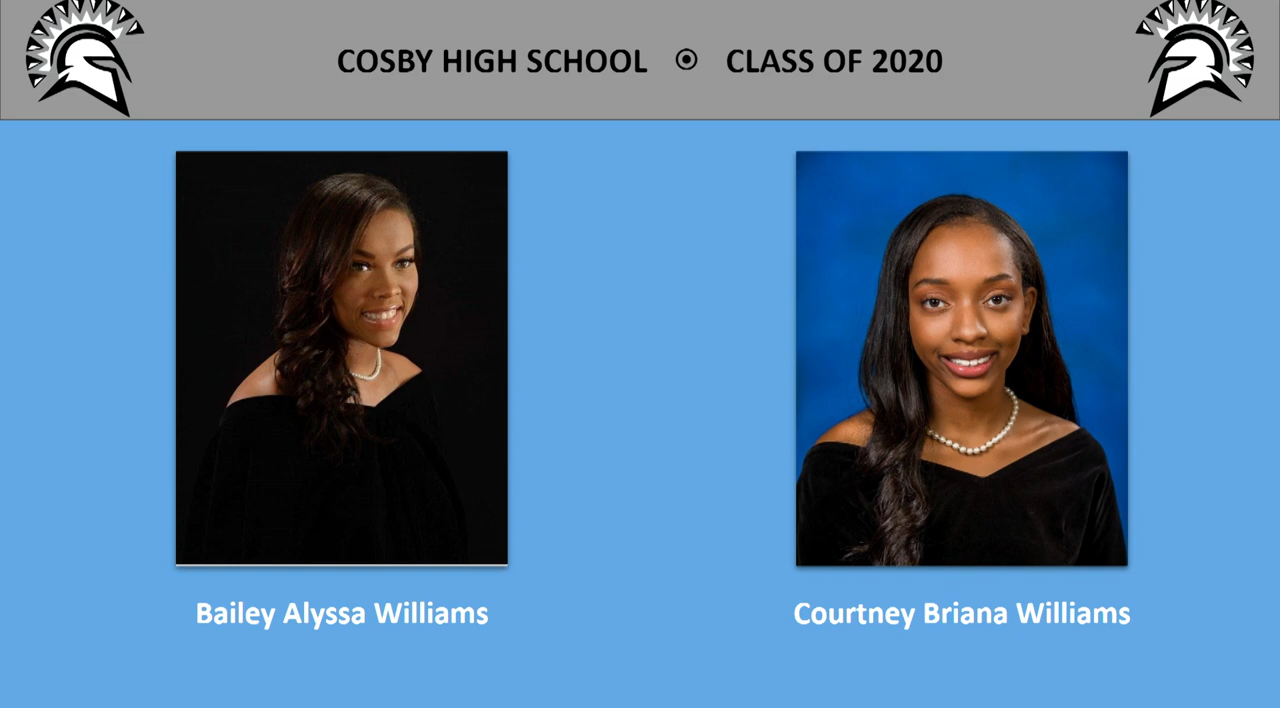 COSBY HIGH SCHOOL ⦿ CLASS OF 2020
Bailey Alyssa Williams
Courtney Briana Williams